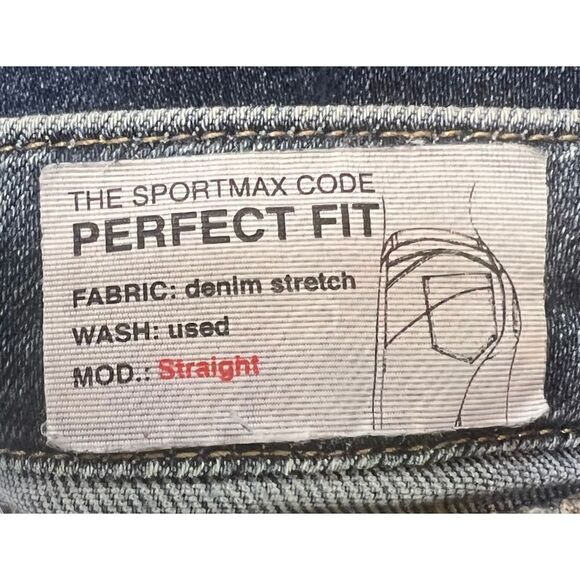 THE SPORTMAX CODE
PERFECT FIT
FABRIC: denim stretch
WASH: used
MOD.: Straight